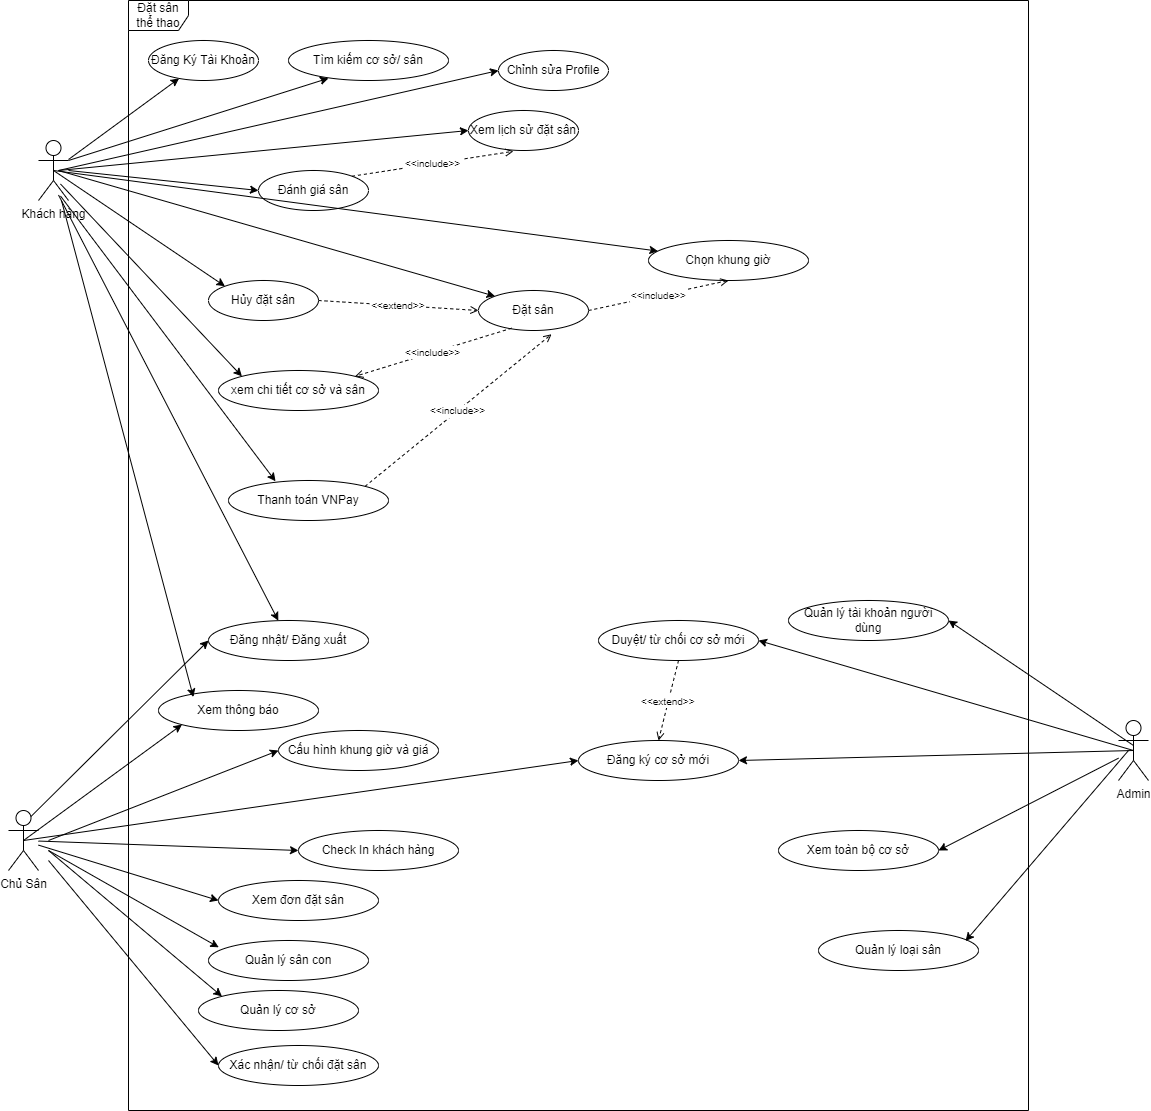 Đặt sân
thể thao
Đăng Ký Tài Khoản
Tìm kiếm cơ sở/ sân
Chỉnh sửa Profile
Xem lịch sử đặt sân
<<include>>
Đánh giá sân
Khách hàng
Chọn khung giờ
Hủy đặt sân
<<extend>>
Đặt sân
<<include>>
<<include>>
xem chi tiết cơ sở và sân
<<include>>
Thanh toán VNPay
Quản lý tài khoản người
dùng
Đăng nhật/ Đăng xuất
Duyệt/ từ chối cơ sở mới
<<extend>>
Xem thông báo
Cấu hình khung giờ và giá
Đăng ký cơ sở mới
Admin
Check In khách hàng
Xem toàn bộ cơ sở
Chủ Sân
Xem đơn đặt sân
Quản lý loại sân
Quản lý sân con
Quản lý cơ sở
Xác nhận/ từ chối đặt sân